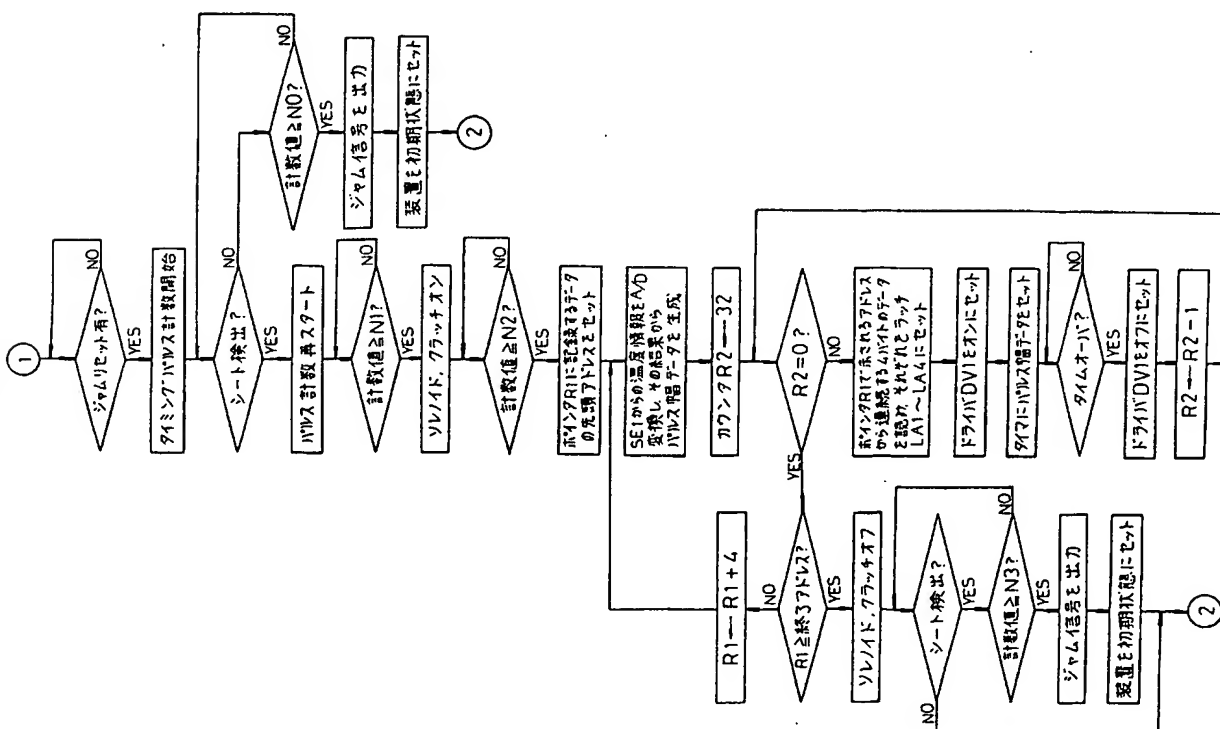 1
ジャムリセット有?
NO
YES
タイミングパルス計数開始
シート検出?
NO
YES
計数値≧N0?
NO
YES
ジャム信号を出力
装置を初期状態にセット
2
パルス計数再スタート
計数値≧N1?
NO
YES
ソレノイド,クラッチオン
計数値≧N2?
NO
YES
ポインタR1に記録するデータ
の先頭アドレスをセット
SE1からの温度情報をA/D
変換し,その結果から
パルス幅データを生成
カウンタR2←32
R2=0?
YES
NO
ポインタR1で示されるアドレス
から連続する4バイトのデータ
を読み,それぞれをラッチ
LA1〜LA4にセット
ドライバDV1をオンにセット
タイマにパルス幅データをセット
タイムオーバ?
NO
YES
ドライバDV1をオフにセット
R2←R2-1
R1←R1+4
R1≧終了アドレス?
NO
YES
ソレノイド,クラッチオフ
シート検出?
NO
YES
計数値≧N3?
NO
YES
ジャム信号を出力
装置を初期状態にセット
2